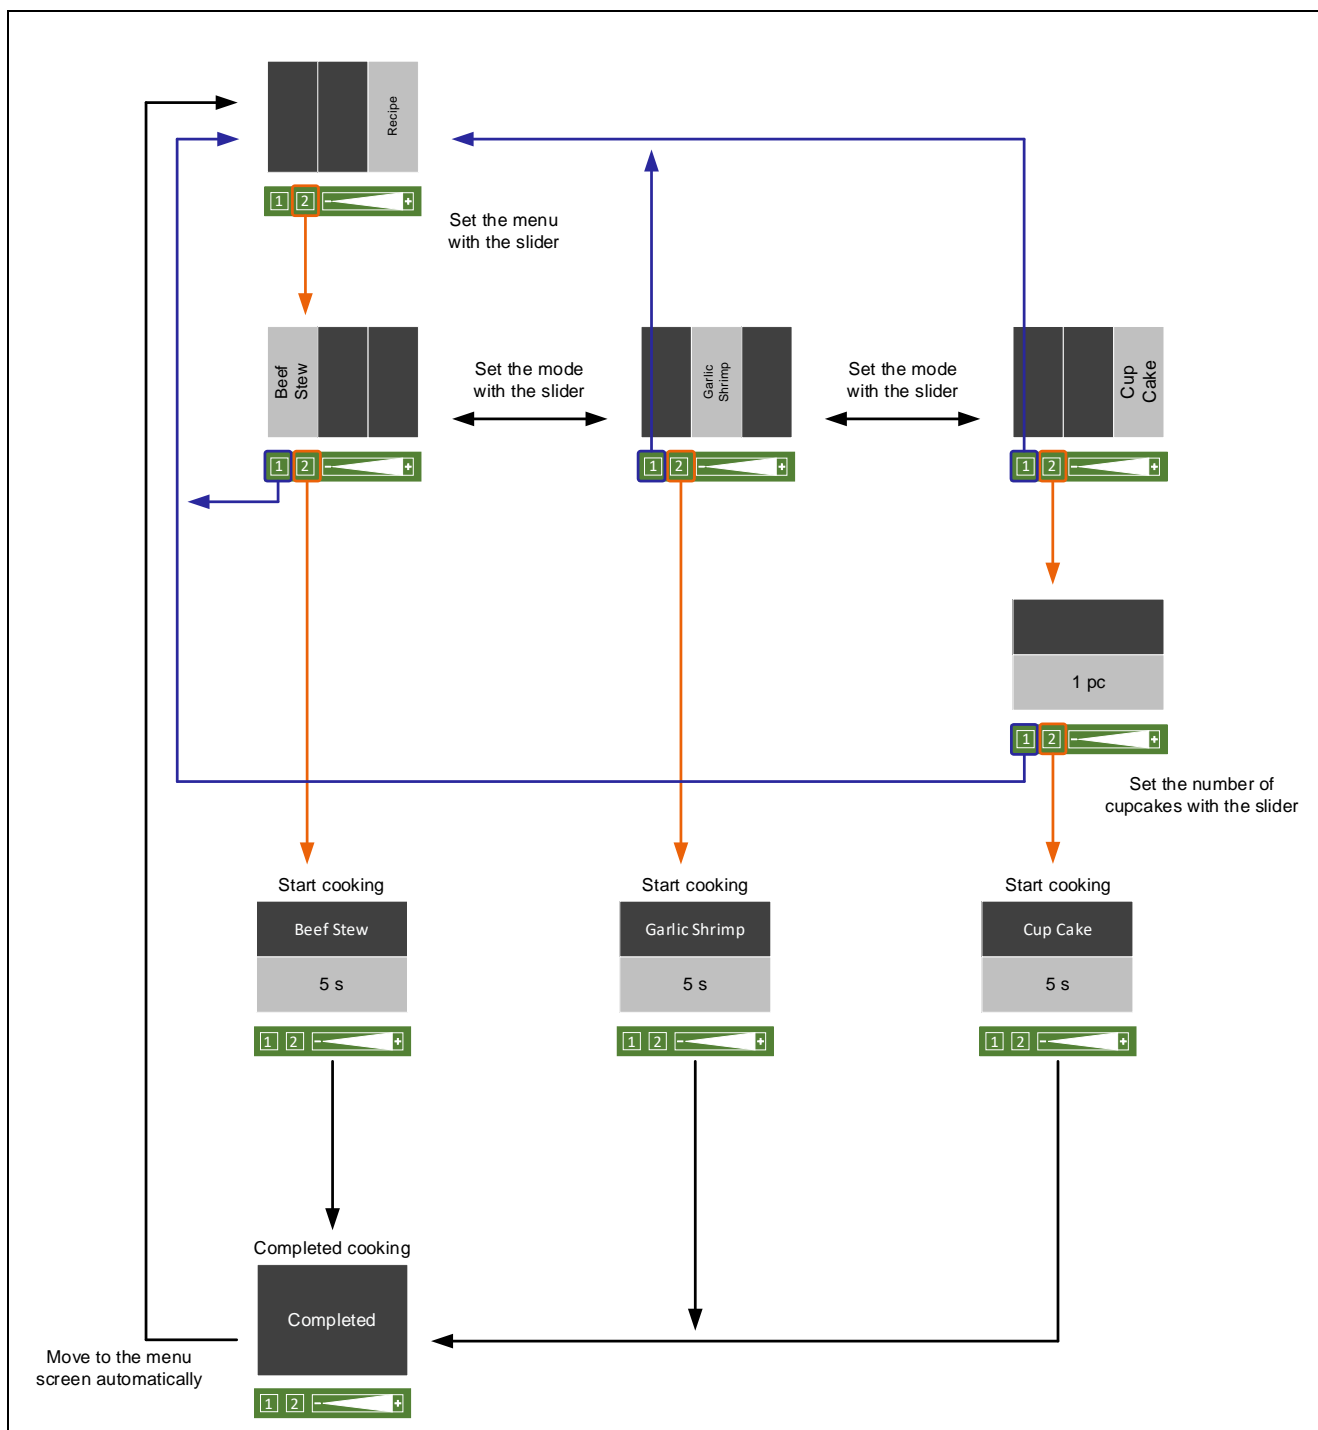 Recipe
1 2 - +
Set the menu
with the slider
Beef
Stew
Set the mode
with the slider
Garlic
Shrimp
Set the mode
with the slider
Cup
Cake
1 2 - +
1 2 - +
1 2 - +
1 pc
1 2 - +
Set the number of
cupcakes with the slider
Start cooking
Start cooking
Start cooking
Beef Stew
Garlic Shrimp
Cup Cake
5 s
5 s
5 s
1 2 - +
1 2 - +
1 2 - +
Completed cooking
Completed
Move to the menu
screen automatically
1 2 - +